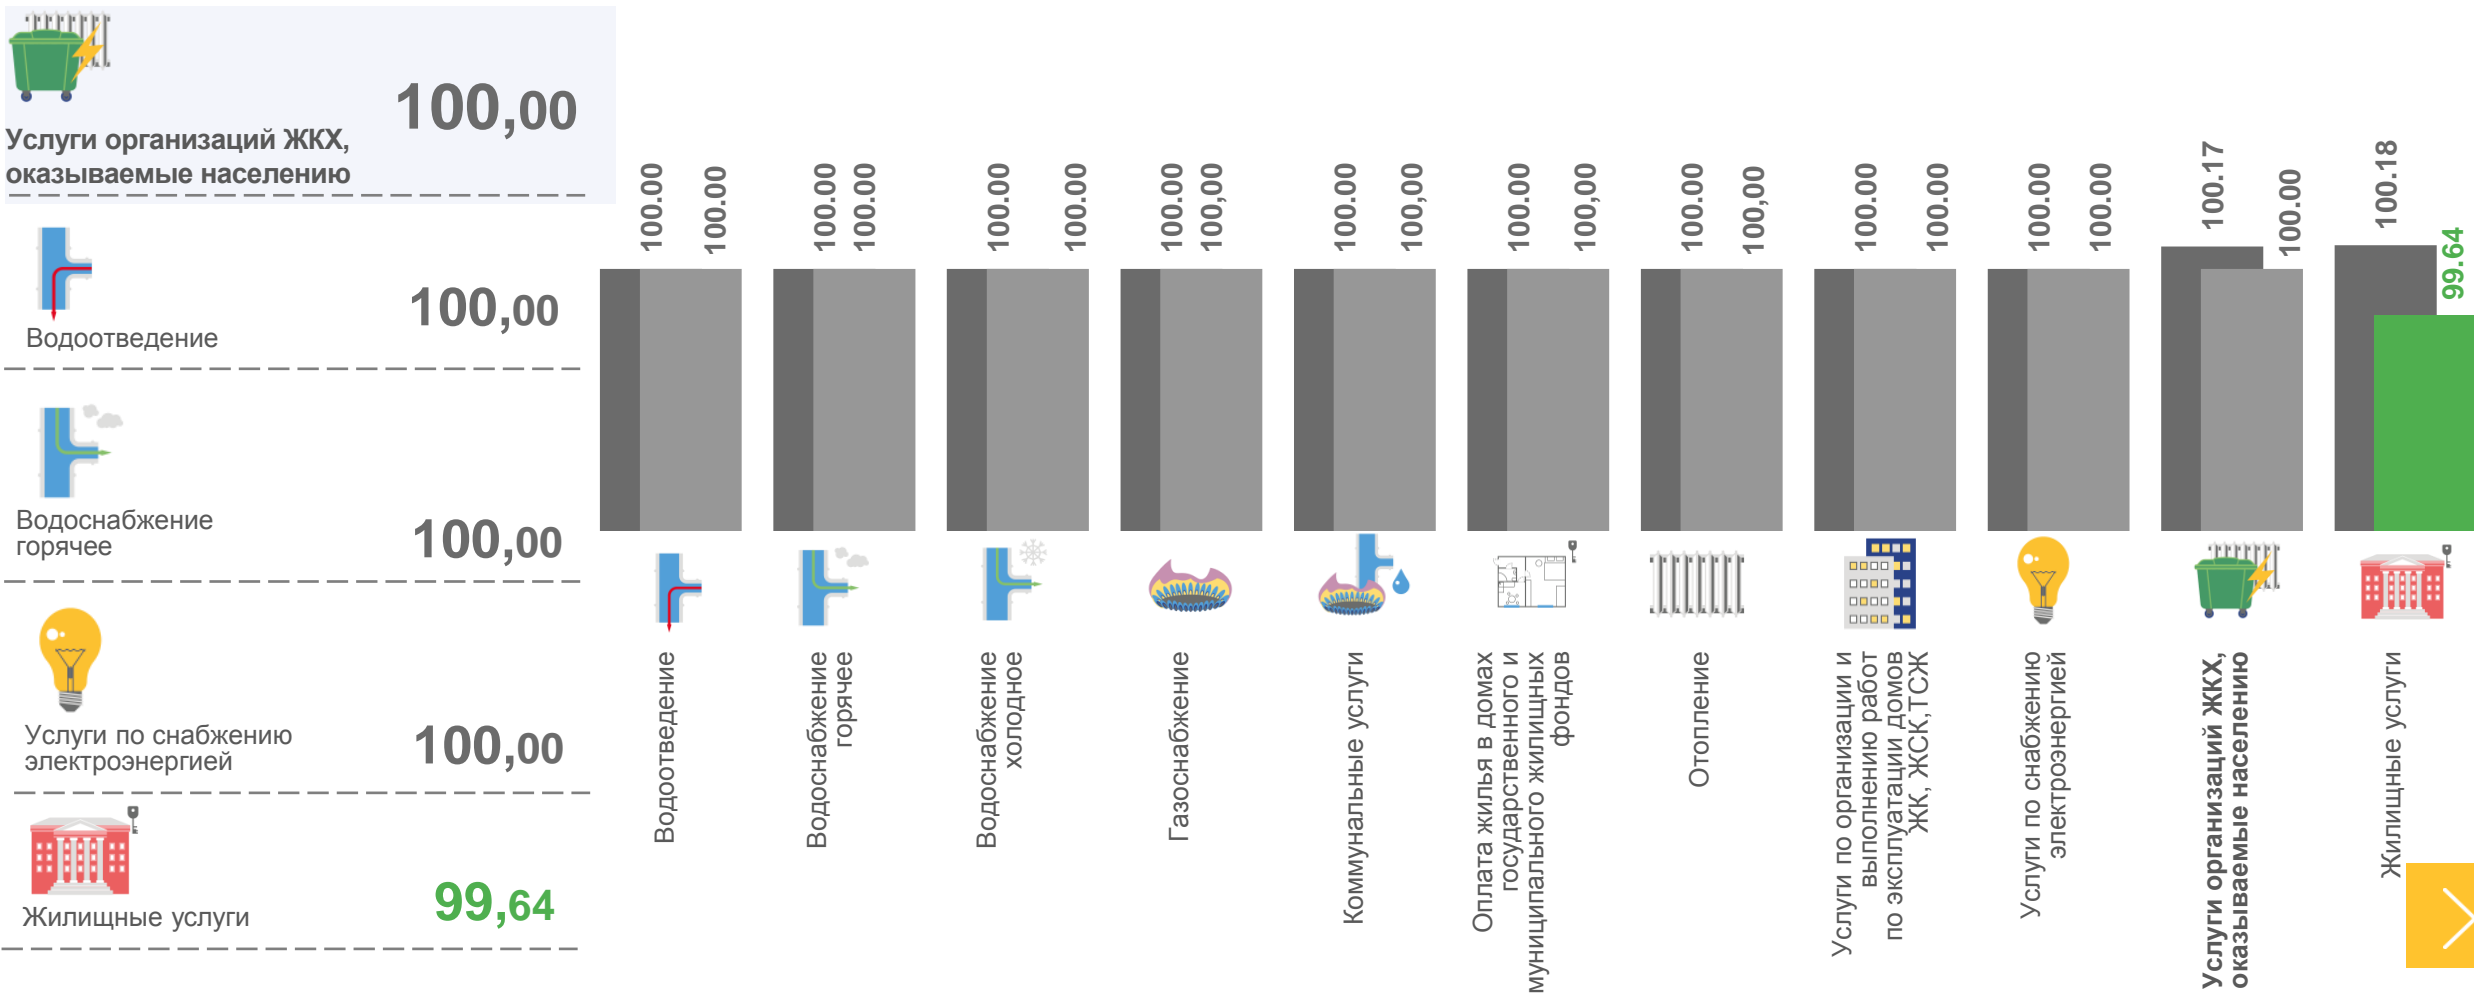 100,00
Услуги организаций ЖКХ,
оказываемые населению
100,00
Водоотведение
Водоснабжение
горячее
100,00
Услуги по снабжению
электроэнергией
100,00
99,64
Жилищные услуги
100.00
100.00
100.00
100.00
100.00
100.00
100.00
100,00
100.00
100,00
100.00
100,00
100.00
100,00
100.00
100.00
100.00
100.00
100.17
100.00
100.18
99.64
Водоотведение
Водоснабжение
горячее
Водоснабжение
холодное
Газоснабжение
Коммунальные услуги
Оплата жилья в домах
государственного и
муниципального жилищных
фондов
Отопление
Услуги по организации и
выполнению работ
по эксплуатации домов
ЖК, ЖСК,ТСЖ
Услуги по снабжению
электроэнергией
Услуги организаций ЖКХ,
оказываемые населению
Жилищные услуги